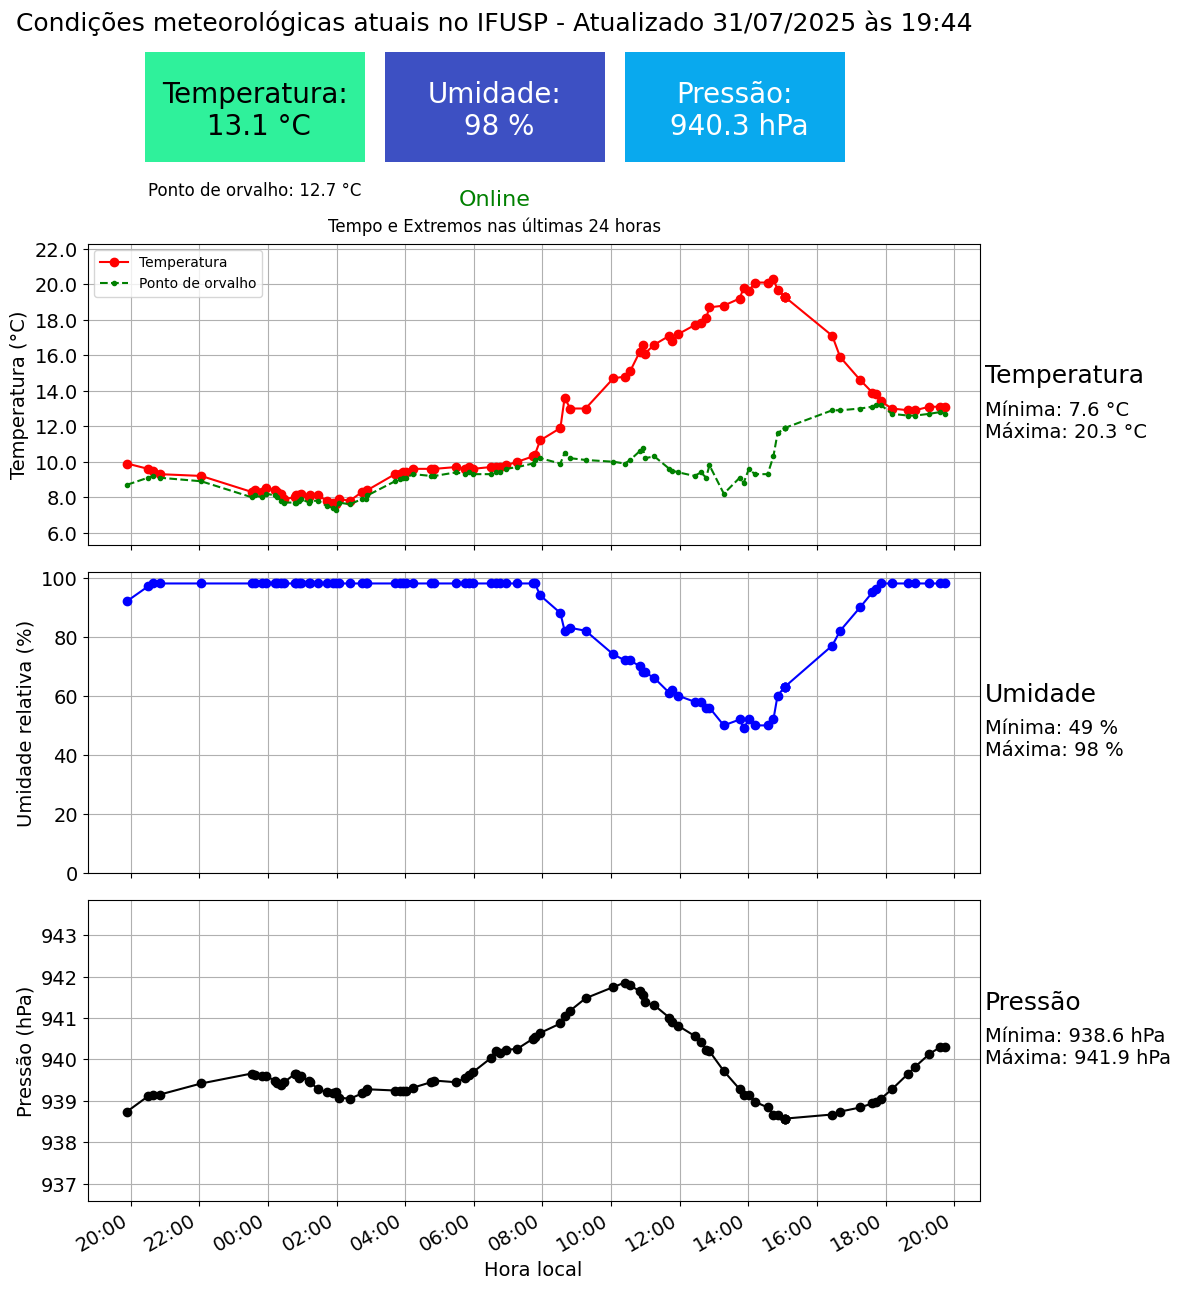 Condições meteorológicas atuais no IFUSP - Atualizado 31/07/2025 às 19:44
Temperatura:
13.1 °C
Umidade:
98 %
Pressão:
940.3 hPa
Ponto de orvalho: 12.7 °C
Online
Tempo e Extremos nas últimas 24 horas
Temperatura
Ponto de orvalho
Temperatura (°C)
22.0
20.0
18.0
16.0
14.0
12.0
10.0
8.0
6.0
Temperatura
Mínima: 7.6 °C
Máxima: 20.3 °C
Umidade relativa (%)
100
80
60
40
20
0
Umidade
Mínima: 49 %
Máxima: 98 %
Pressão (hPa)
943
942
941
940
939
938
937
Pressão
Mínima: 938.6 hPa
Máxima: 941.9 hPa
20:00 22:00 00:00 02:00 04:00 06:00 08:00 10:00 12:00 14:00 16:00 18:00 20:00
Hora local